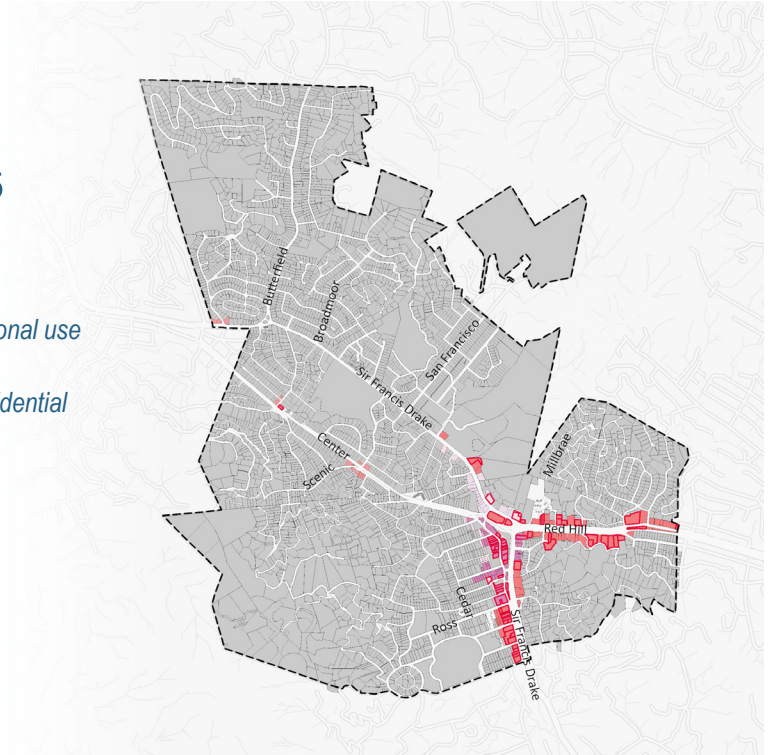 s
onal use
dential
Butterfield
Broadmoor
San Francisco
Sir Francis Drake
Center
Scenic
Millbrae
Red Hill
Cedar
Ross
Sir Francis Drake